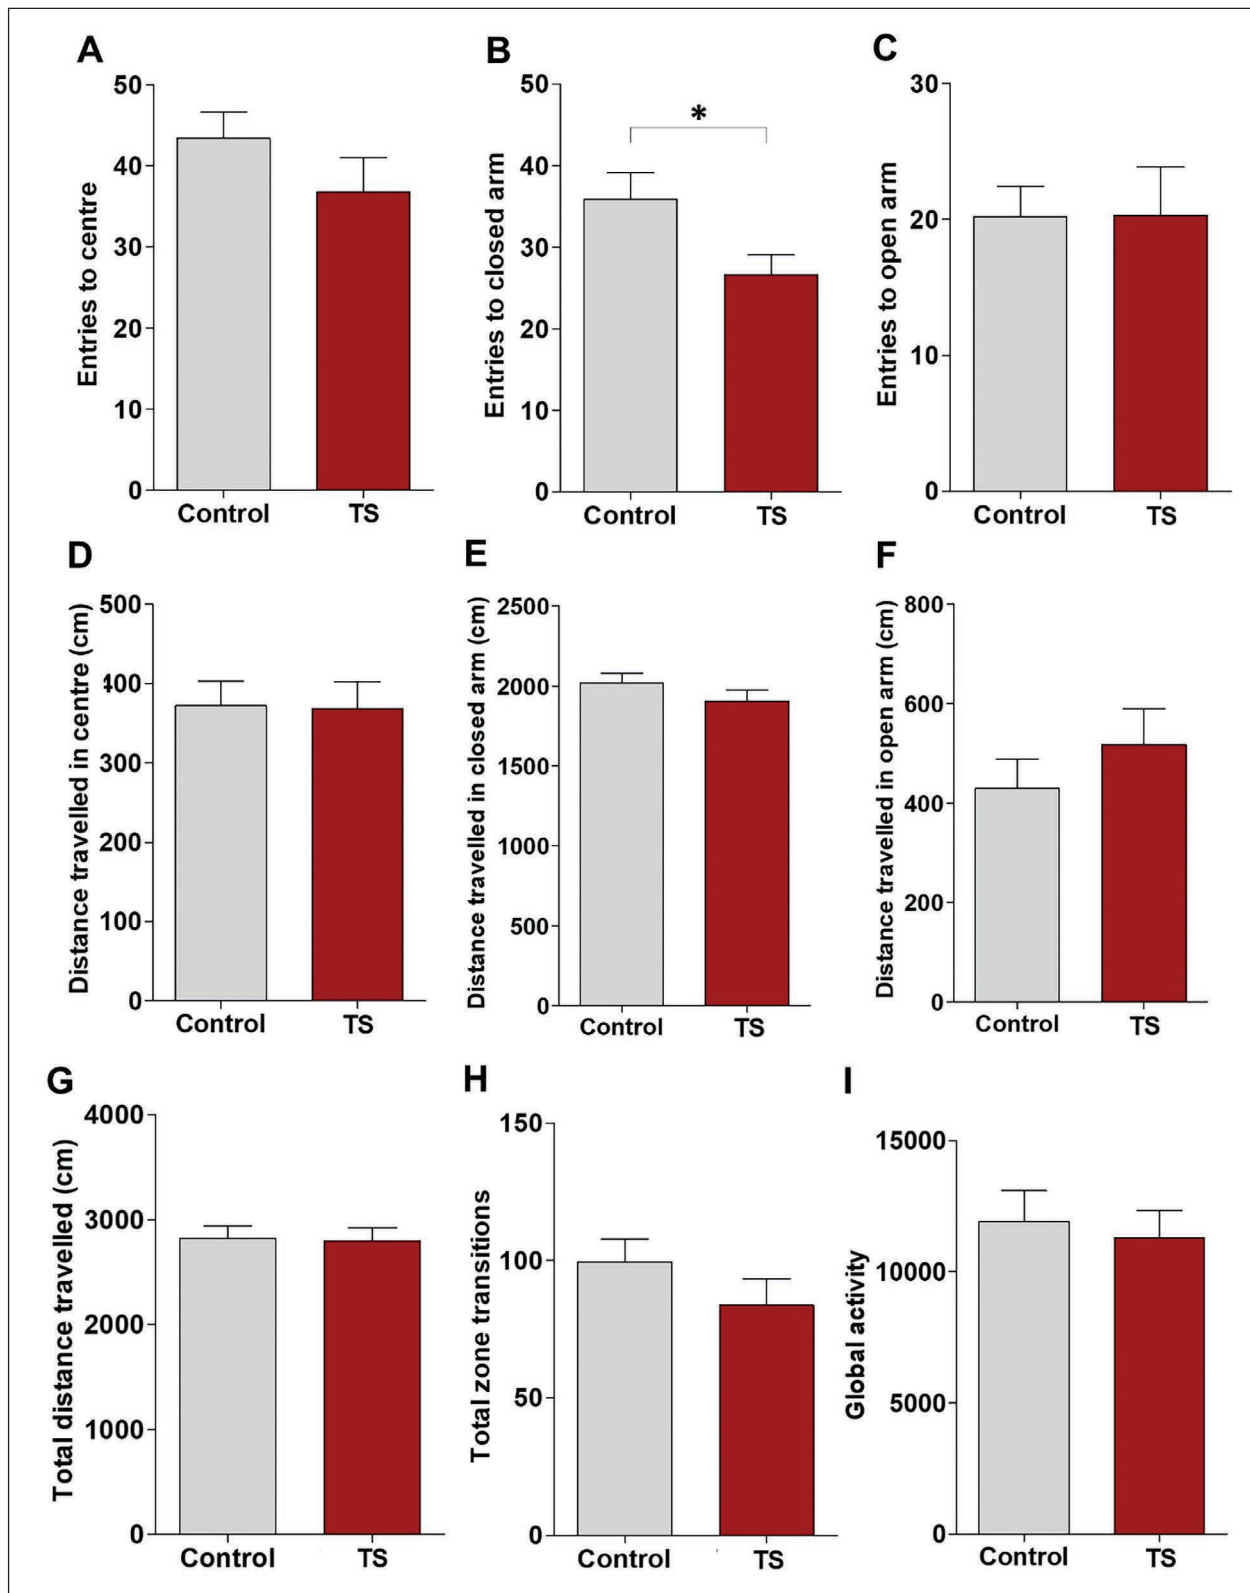 A
Entries to centre
50
40
30
20
10
0
Control TS
B
Entries to closed arm
50
40
30
20
10
0
*
Control TS
C
Entries to open arm
30
20
10
0
Control TS
D
Distance travelled in centre (cm)
500
400
300
200
100
0
Control TS
E
Distance travelled in closed arm (cm)
2500
2000
1500
1000
500
0
Control TS
F
Distance travelled in open arm (cm)
800
600
400
200
0
Control TS
G
Total distance travelled (cm)
4000
3000
2000
1000
0
Control TS
H
Total zone transitions
150
100
50
0
Control TS
I
Global activity
15000
10000
5000
0
Control TS